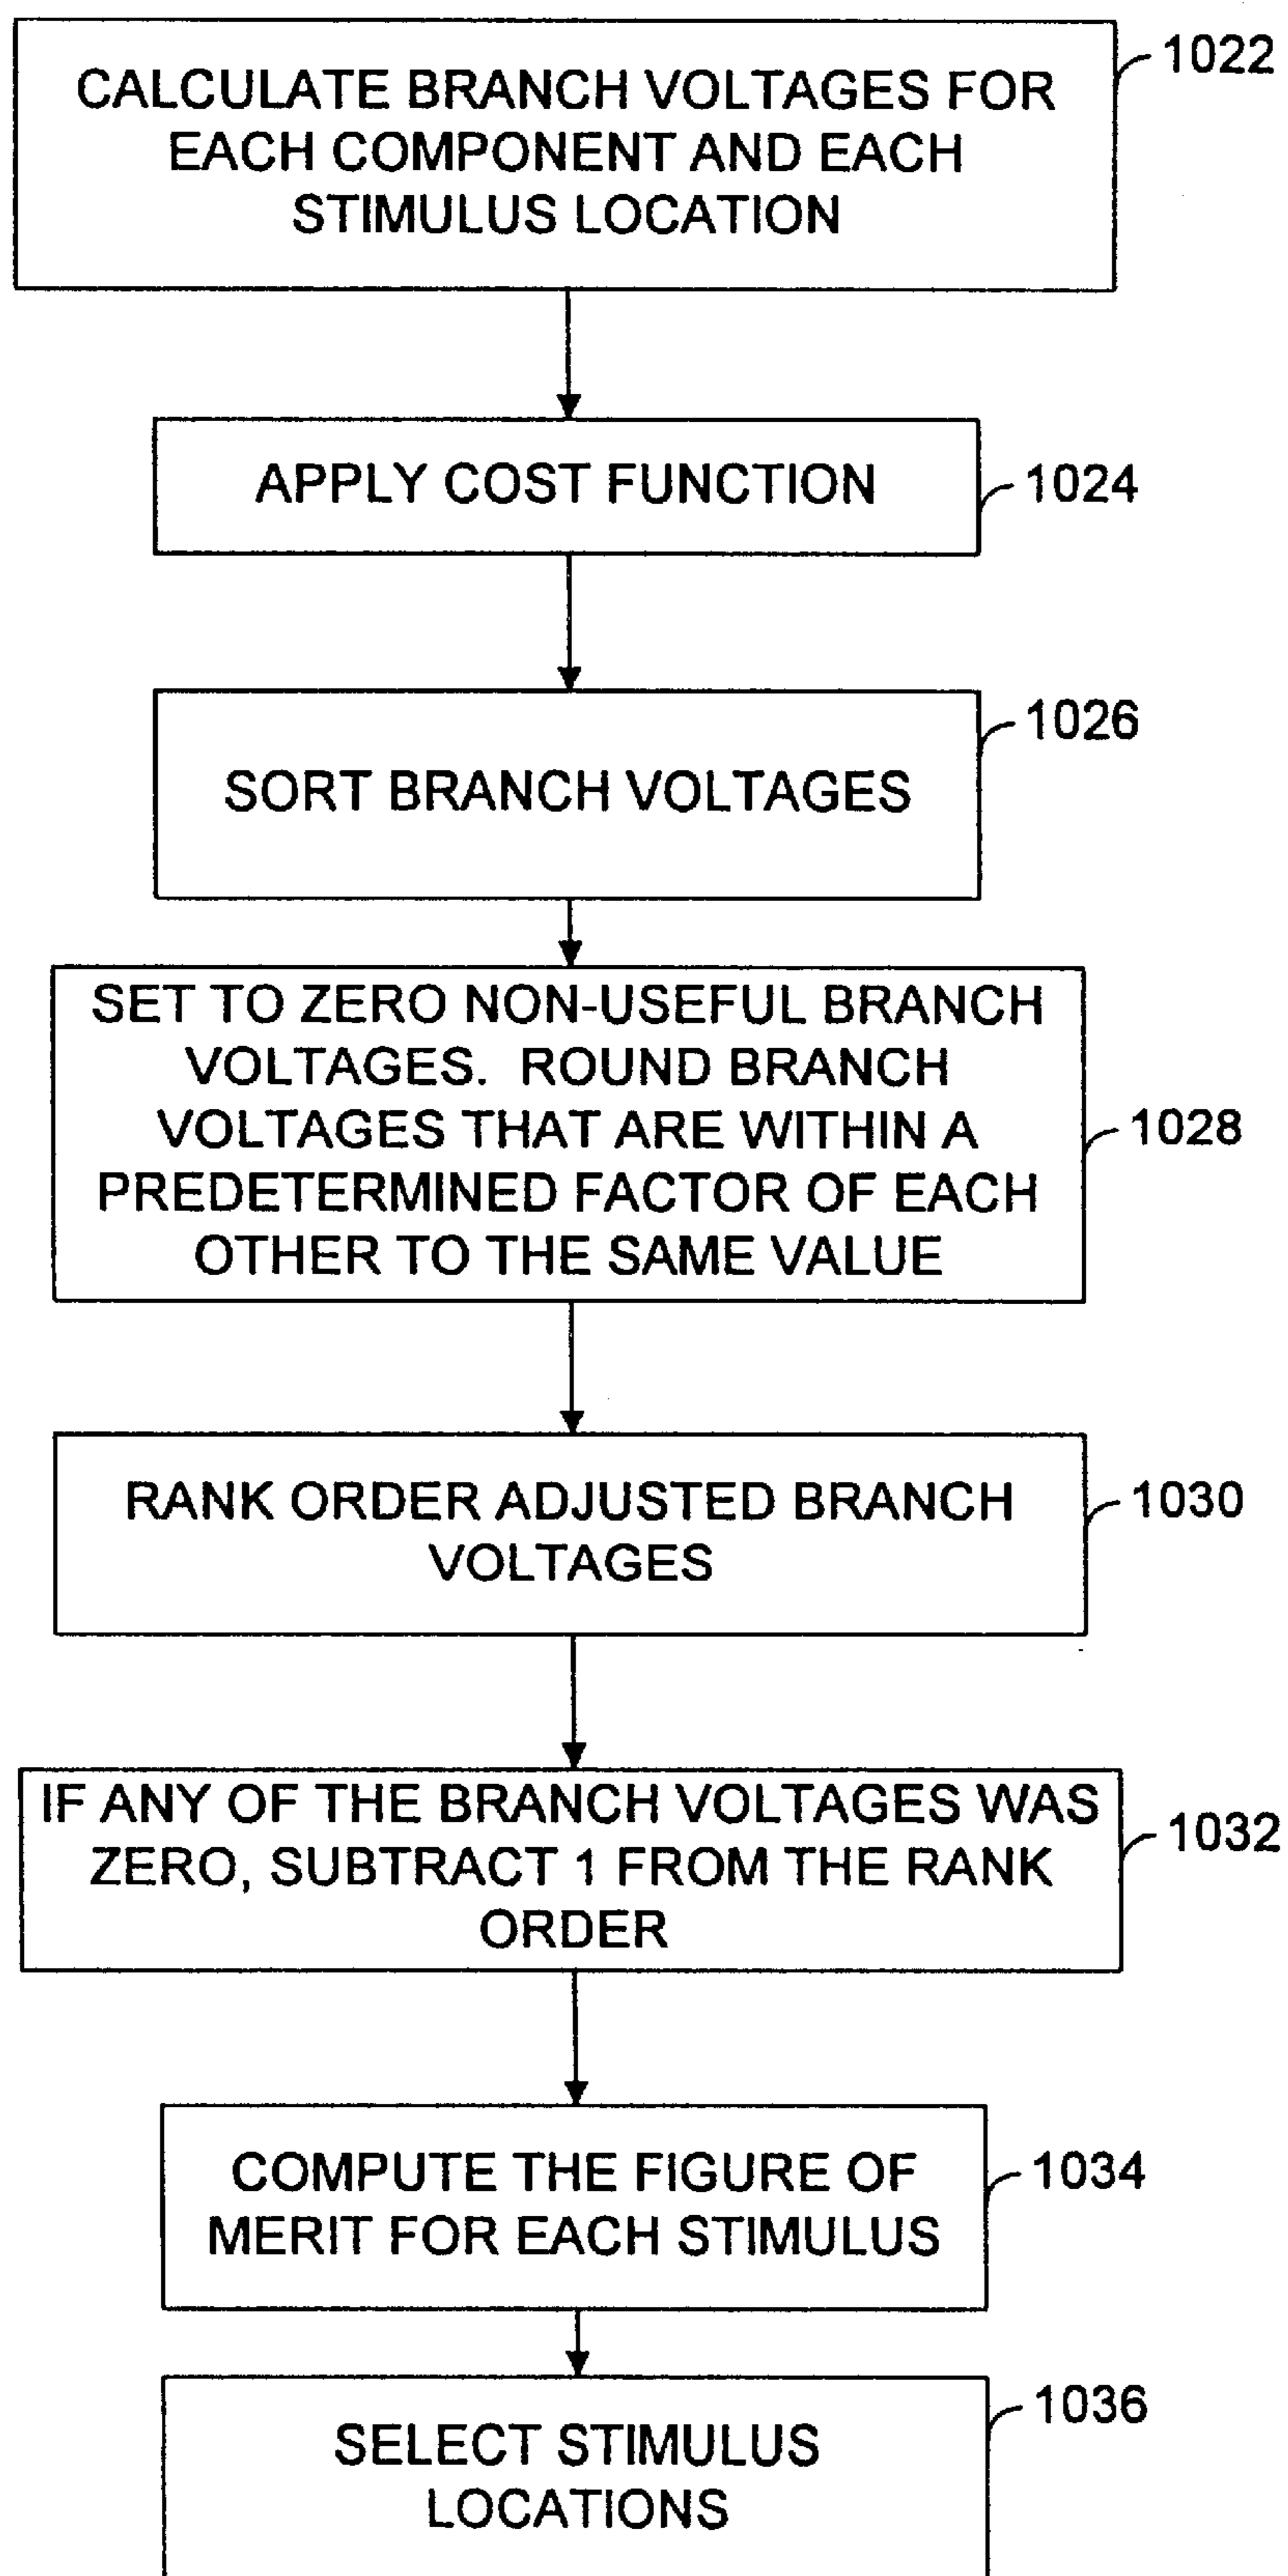 CALCULATE BRANCH VOLTAGES FOR
EACH COMPONENT AND EACH
STIMULUS LOCATION
1022
APPLY COST FUNCTION
1024
SORT BRANCH VOLTAGES
1026
SET TO ZERO NON-USEFUL BRANCH
VOLTAGES. ROUND BRANCH
VOLTAGES THAT ARE WITHIN A
PREDETERMINED FACTOR OF EACH
OTHER TO THE SAME VALUE
1028
RANK ORDER ADJUSTED BRANCH
VOLTAGES
1030
IF ANY OF THE BRANCH VOLTAGES WAS
ZERO, SUBTRACT 1 FROM THE RANK
ORDER
1032
COMPUTE THE FIGURE OF
MERIT FOR EACH STIMULUS
1034
SELECT STIMULUS
LOCATIONS
1036